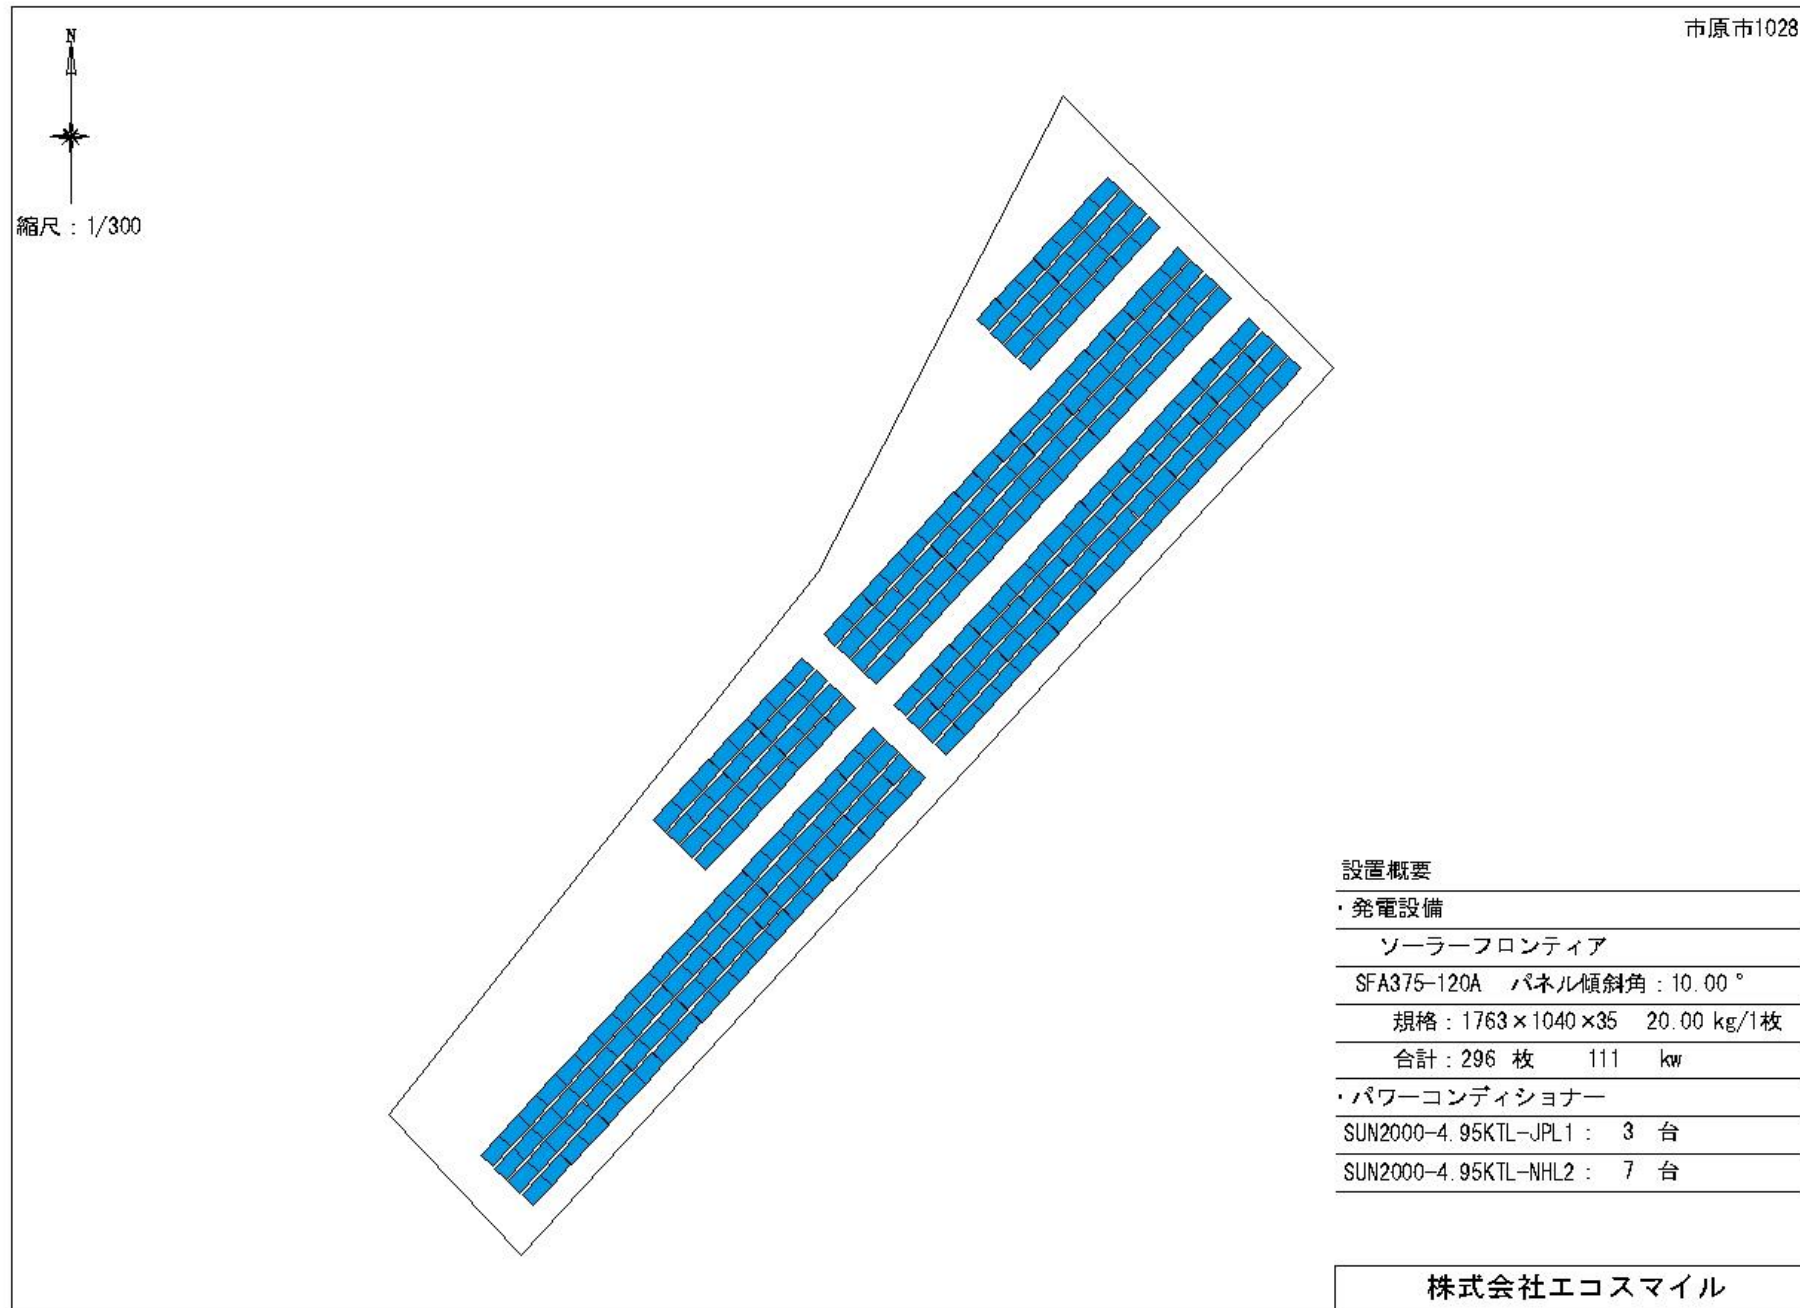 市原市1028
N
縮尺：1/300
設置概要
・発電設備
ソーラーフロンティア
SFA375-120A　パネル傾斜角：10.00°
規格：1763×1040×35　20.00 kg/1枚
合計：296 枚　111　kw
・パワーコンディショナー
SUN2000-4.95KTL-JPL1：　3　台
SUN2000-4.95KTL-NHL2：　7　台
株式会社エコスマイル